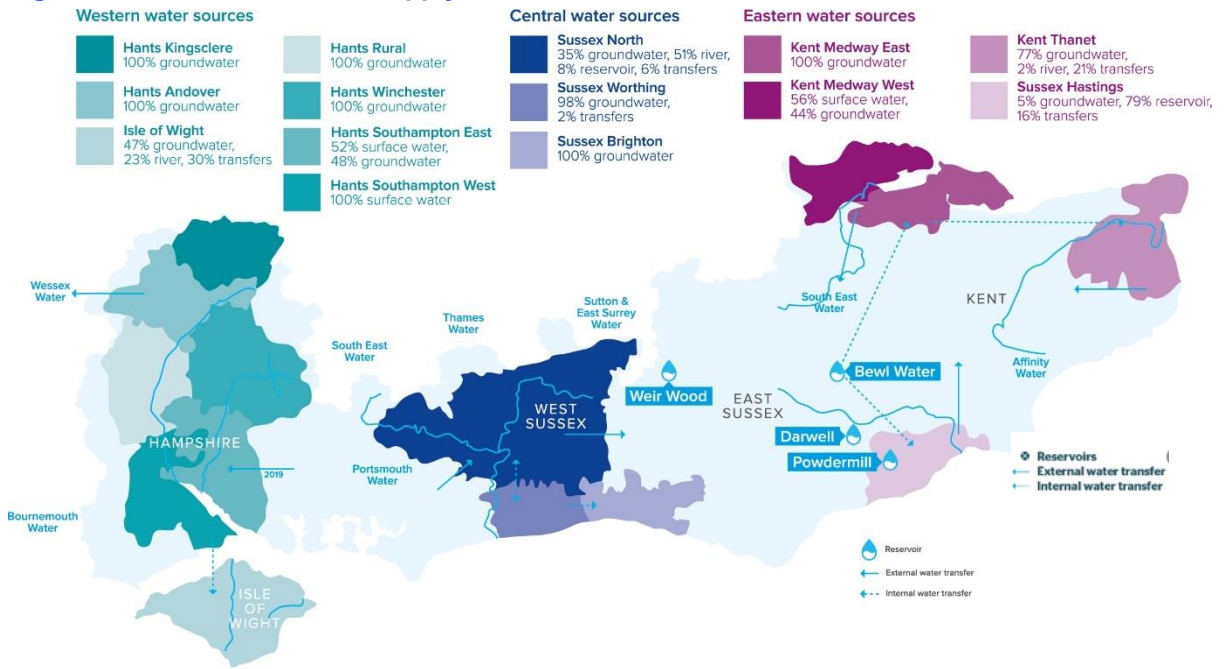 Western water sources
Hants Kingsclere
100% groundwater
Hants Andover
100% groundwater
Isle of Wight
47% groundwater,
23% river, 30% transfers
Hants Rural
100% groundwater
Hants Winchester
100% groundwater
Hants Southampton East
52% surface water,
48% groundwater
Hants Southampton West
100% surface water
Central water sources
Sussex North
35% groundwater, 51% river,
8% reservoir, 6% transfers
Sussex Worthing
98% groundwater,
2% transfers
Sussex Brighton
100% groundwater
Eastern water sources
Kent Medway East
100% groundwater
Kent Medway West
56% surface water,
44% groundwater
Kent Thanet
77% groundwater,
2% river, 21% transfers
Sussex Hastings
5% groundwater, 79% reservoir,
16% transfers
Wessex
Water
South East
Water
Thames
Water
Sutton &
East Surrey
Water
South East
Water
KENT
Affinity
Water
Weir Wood
Bewl Water
EAST
SUSSEX
WEST
SUSSEX
Darwell
Powdermill
HAMPSHIRE
2019
Portsmouth
Water
Bournemouth
Water
ISLE
OF
WIGHT
Reservoirs
External water transfer
Internal water transfer
Reservoir
External water transfer
Internal water transfer